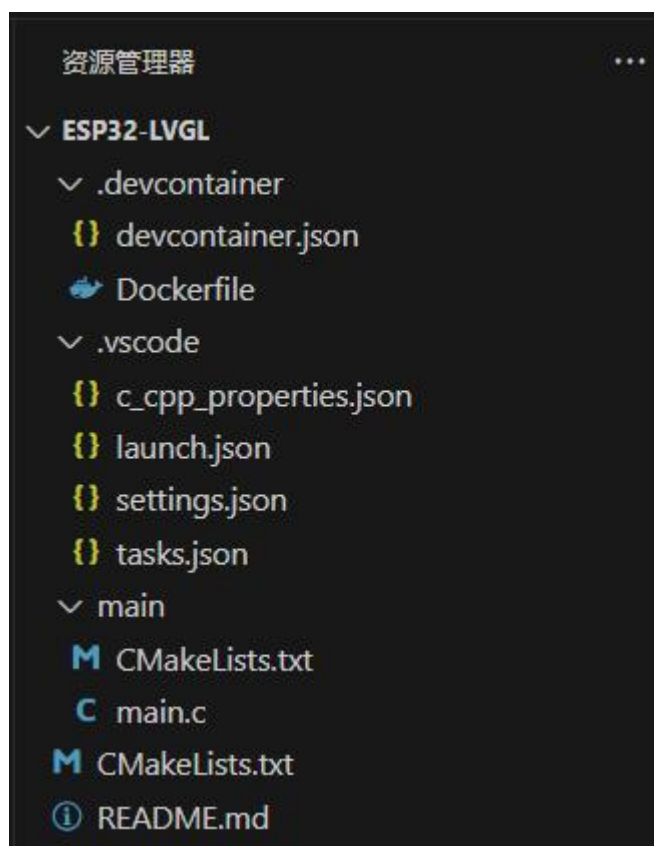 资源管理器 ···
ESP32-LVGL
.devcontainer
{} devcontainer.json
Dockerfile
.vscode
{} c_cpp_properties.json
{} launch.json
{} settings.json
{} tasks.json
main
M CMakeLists.txt
C main.c
M CMakeLists.txt
README.md